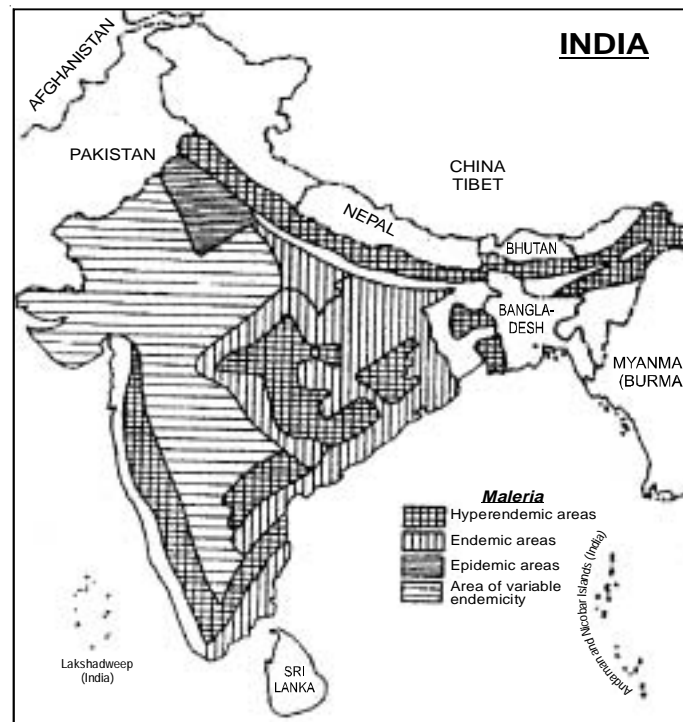 INDIA
AFGHANISTAN
PAKISTAN
CHINA
TIBET
NEPAL
BHUTAN
BANGLA-
DESH
MYANMA
(BURMA
Maleria
Hyperendemic areas
Endemic areas
Epidemic areas
Area of variable
endemicity
Lakshadweep
(India)
SRI
LANKA
Andaman and Nicobar Islands (India)